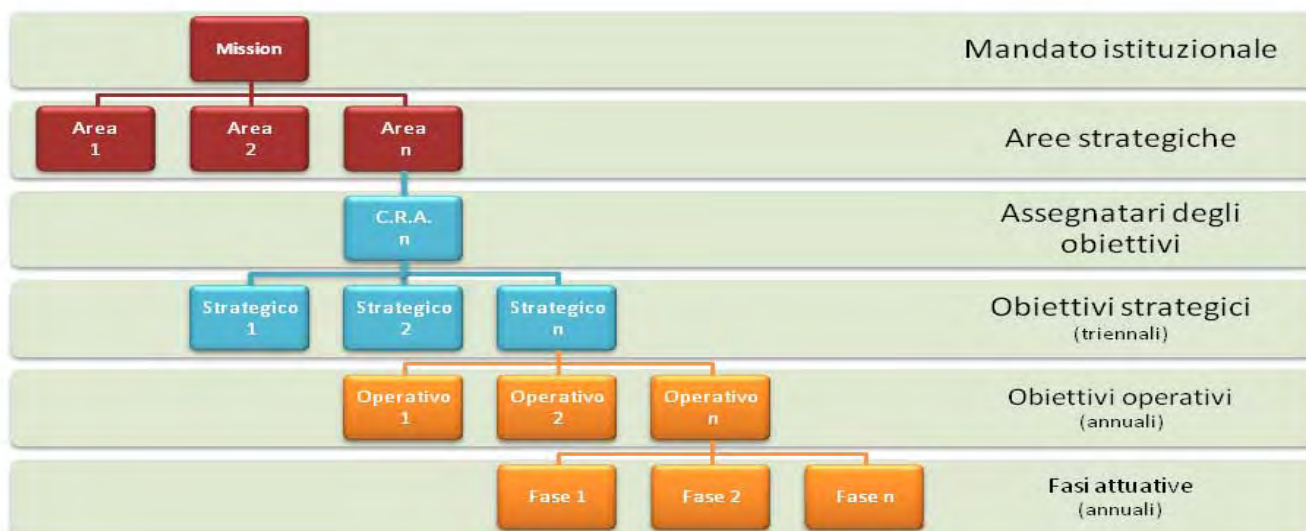 Mission
Mandato istituzionale
Area
1
Area
2
Area
n
Aree strategiche
C.R.A.
n
Assegnatari degli
obiettivi
Strategico
1
Strategico
2
Strategico
n
Obiettivi strategici
(triennali)
Operativo
1
Operativo
2
Operativo
n
Obiettivi operativi
(annuali)
Fase 1
Fase 2
Fase n
Fasi attuative
(annuali)